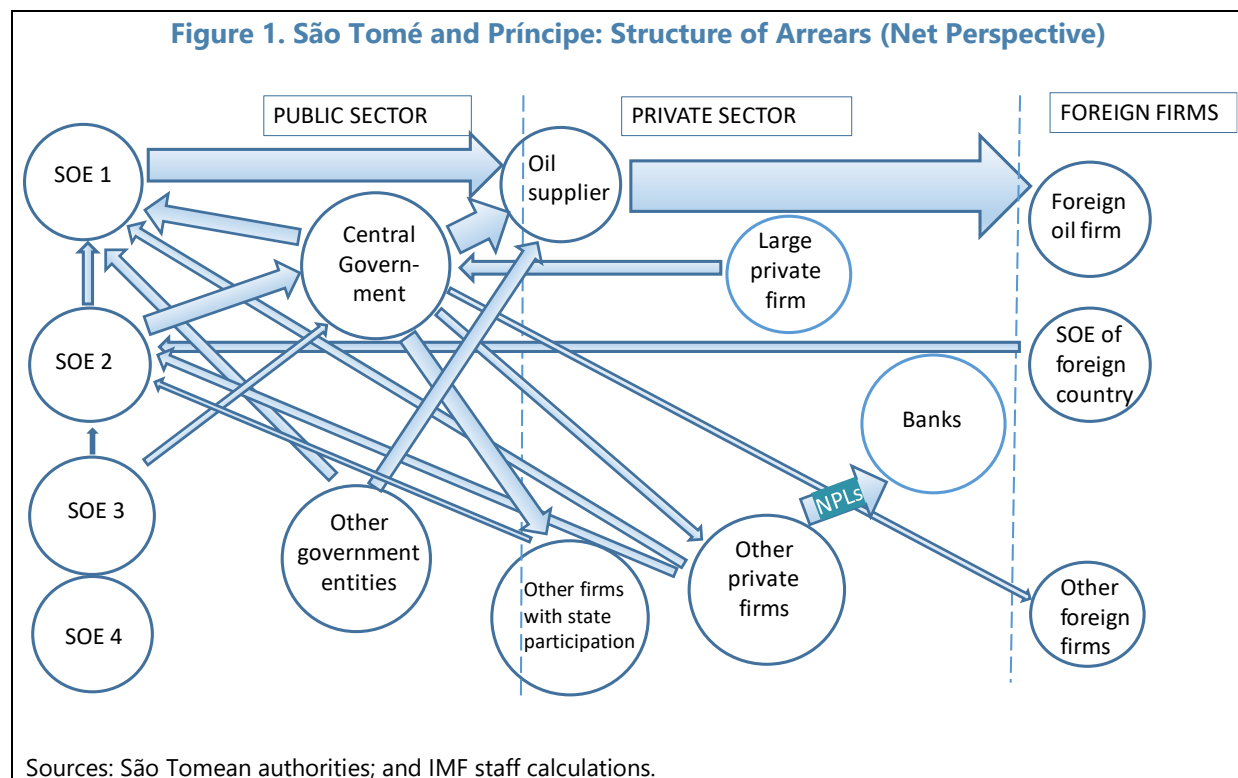 Figure 1. São Tomé and Príncipe: Structure of Arrears (Net Perspective)
PUBLIC SECTOR
PRIVATE SECTOR
FOREIGN FIRMS
SOE 1
Oil
supplier
Foreign
oil firm
Central
Govern-
ment
Large
private
firm
SOE 2
SOE of
foreign
country
Banks
NPLs
SOE 3
Other
government
entities
Other firms
with state
participation
Other
private
firms
Other
foreign
firms
SOE 4
Sources: São Tomean authorities; and IMF staff calculations.